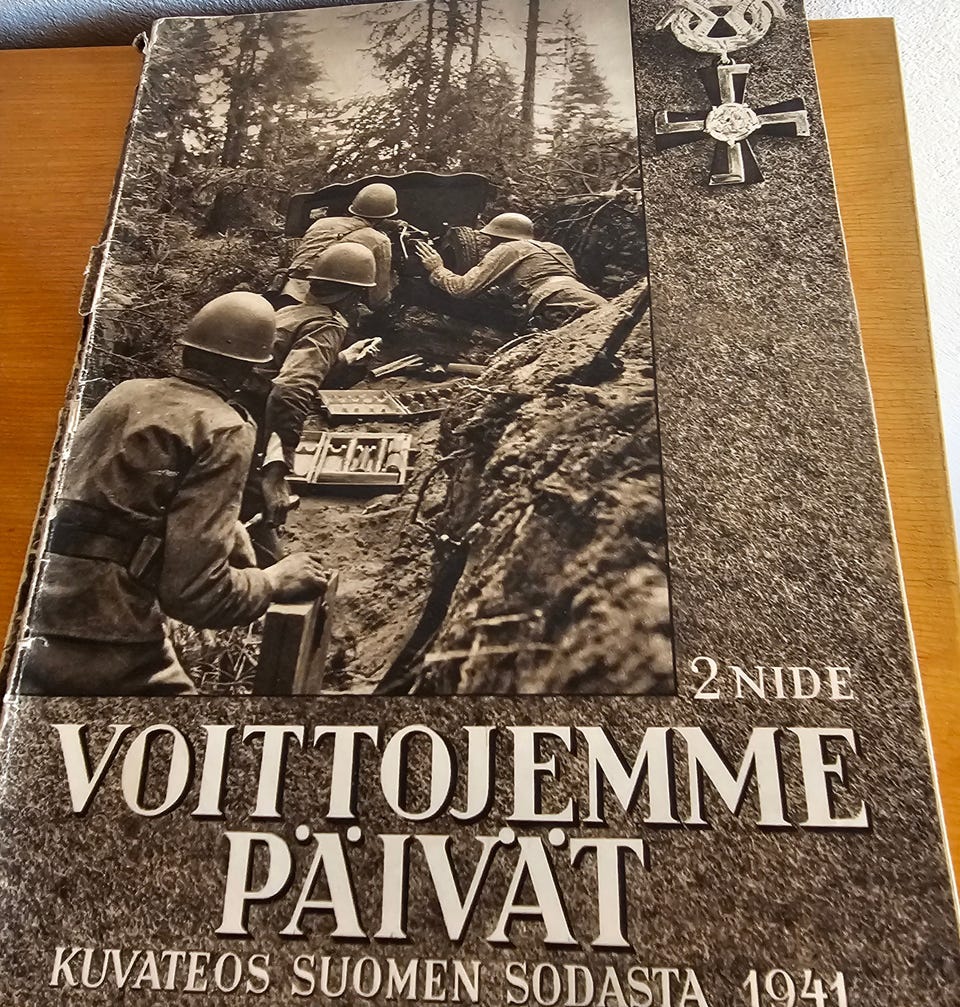 2 NIDE
VOITTOJEMME
PÄIVÄT
KUVATEOS SUOMEN SODASTA 1941